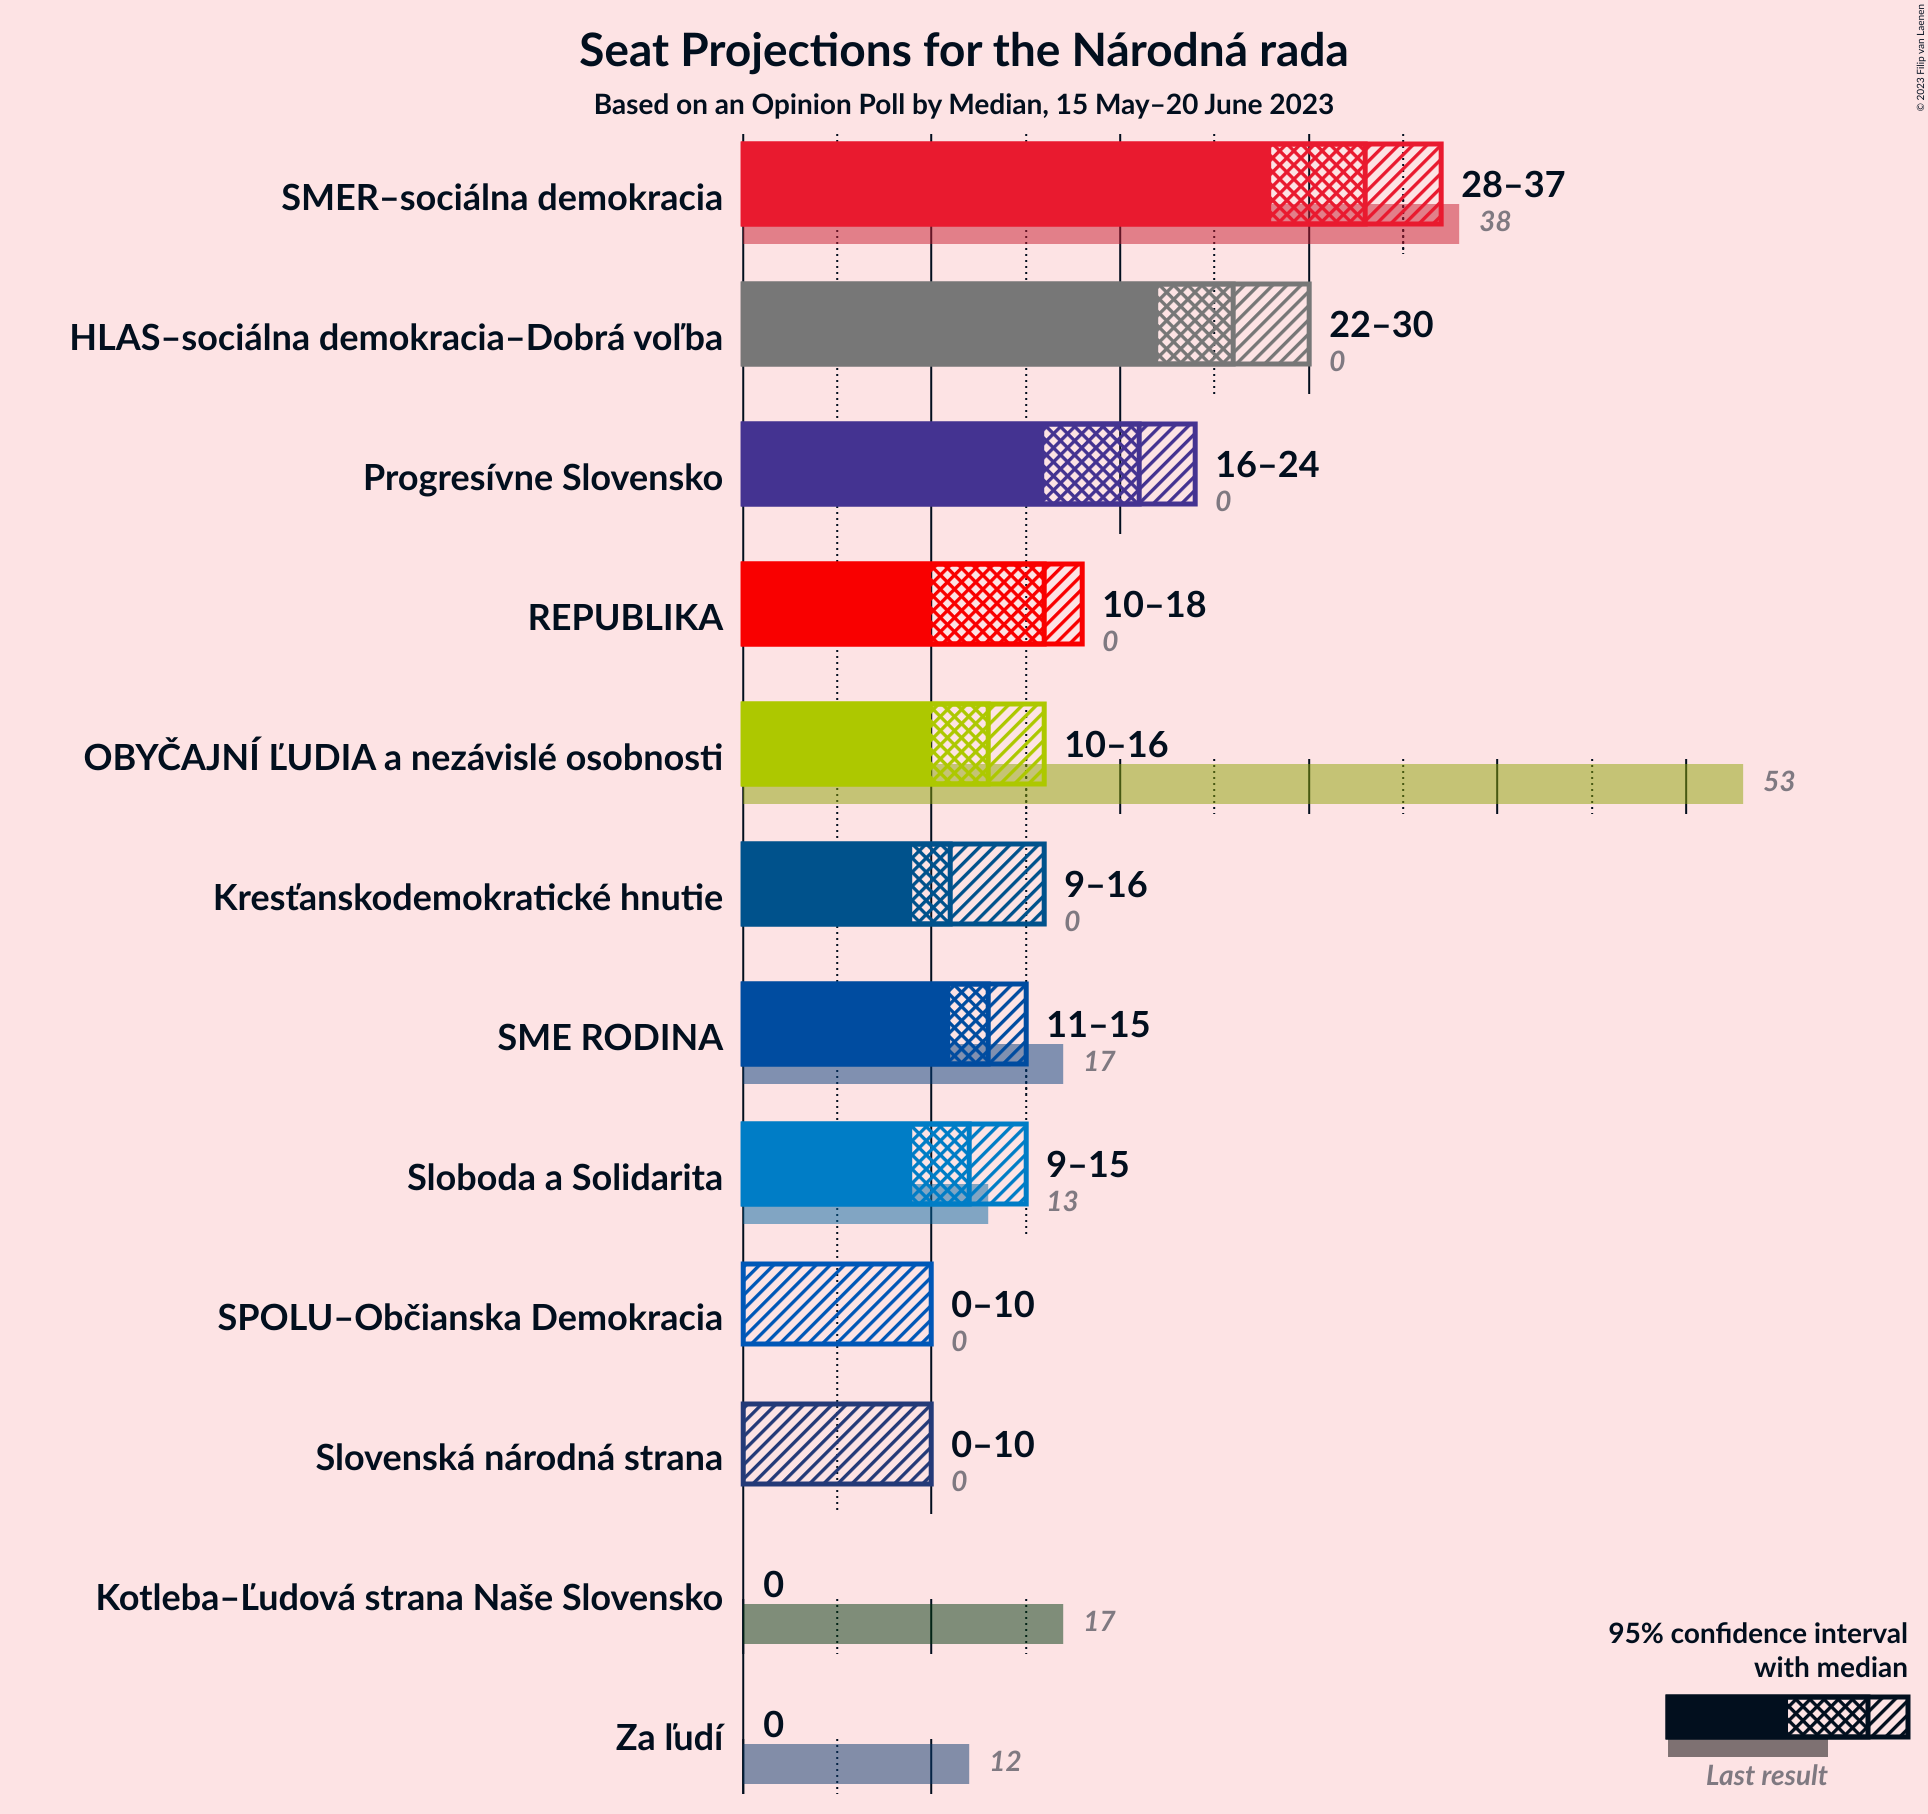 Seat Projections for the Národná rada
Based on an Opinion Poll by Median, 15 May–20 June 2023
© 2023 Filip van Laenen
SMER–sociálna demokracia
28–37
38
HLAS–sociálna demokracia–Dobrá voľba
22–30
0
Progresívne Slovensko
16–24
0
REPUBLIKA
10–18
0
OBYČAJNÍ ĽUDIA a nezávislé osobnosti
10–16
53
Kresťanskodemokratické hnutie
9–16
0
SME RODINA
11–15
17
Sloboda a Solidarita
9–15
13
SPOLU–Občianska Demokracia
0–10
0
Slovenská národná strana
0–10
0
Kotleba–Ľudová strana Naše Slovensko
0
17
Za ľudí
0
12
95% confidence interval
with median
Last result